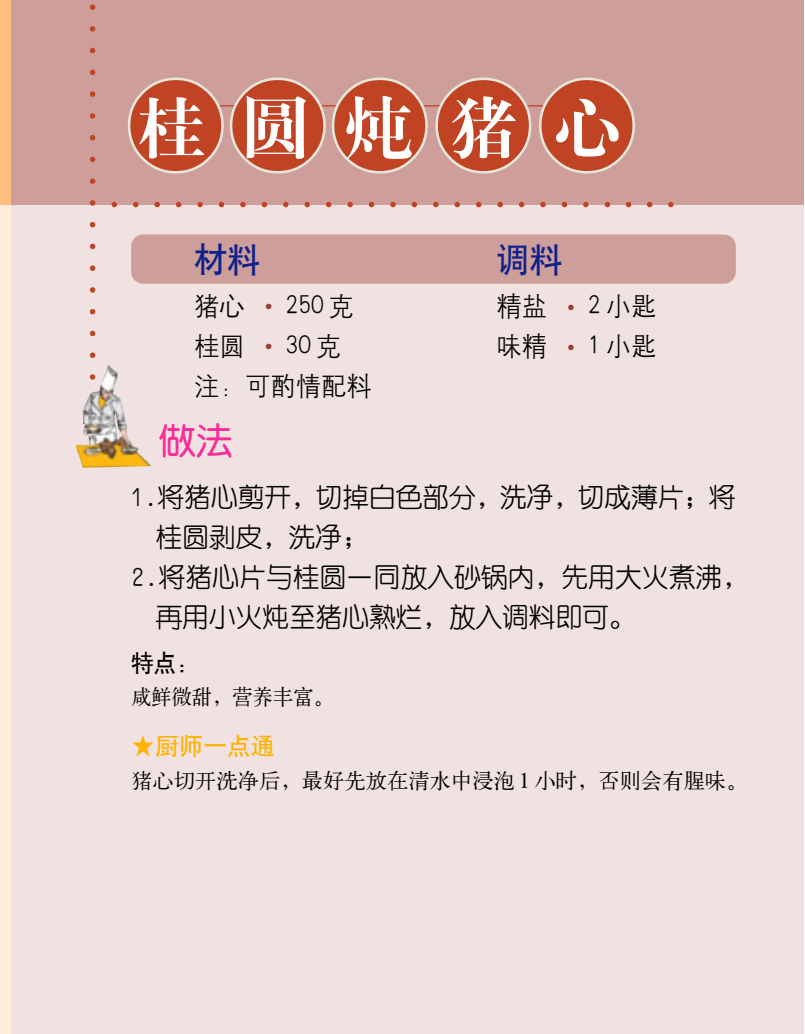 桂圆炖猪心
材料 调料
猪心 • 250克 精盐 • 2小匙
桂圆 • 30克 味精 • 1小匙
注：可酌情配料
做法
1.将猪心剪开，切掉白色部分，洗净，切成薄片；将
桂圆剥皮，洗净；
2.将猪心片与桂圆一同放入砂锅内，先用大火煮沸，
再用小火炖至猪心熟烂，放入调料即可。
特点：
咸鲜微甜，营养丰富。
★厨师一点通
猪心切开洗净后，最好先放在清水中浸泡1小时，否则会有腥味。